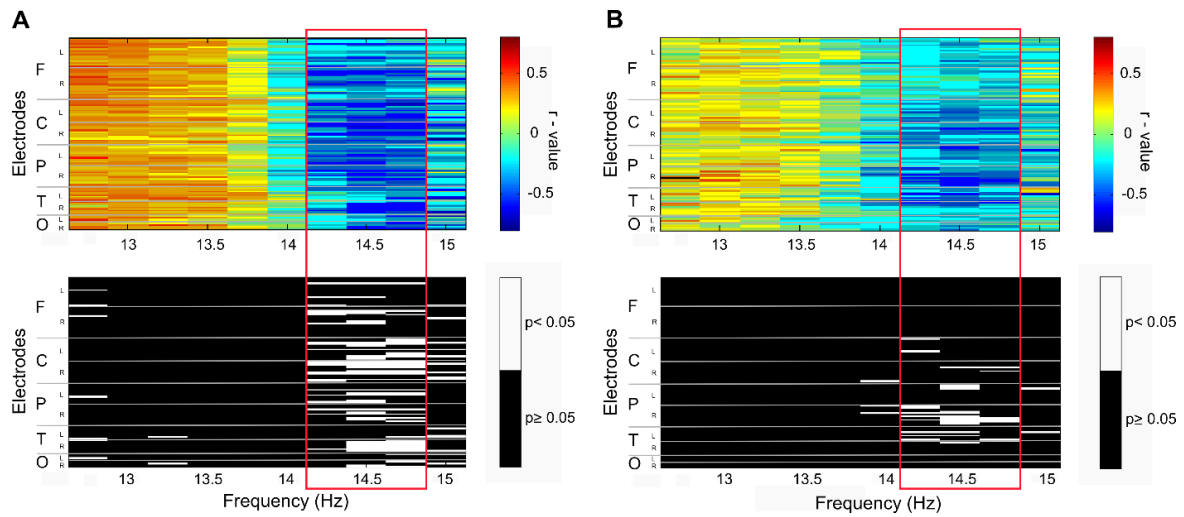 A
Electrodes
F
L
R
C
L
R
P
L
R
T
L
R
O
L
R
13
13.5
14
14.5
15
0.5
0
-0.5
r - value
Electrodes
F
L
R
C
L
R
P
L
R
T
L
R
O
L
R
13
13.5
14
14.5
15
Frequency (Hz)
p< 0.05
p≥ 0.05
B
Electrodes
F
L
R
C
L
R
P
L
R
T
L
R
O
L
R
13
13.5
14
14.5
15
0.5
0
-0.5
r - value
Electrodes
F
L
R
C
L
R
P
L
R
T
L
R
O
L
R
13
13.5
14
14.5
15
Frequency (Hz)
p< 0.05
p≥ 0.05